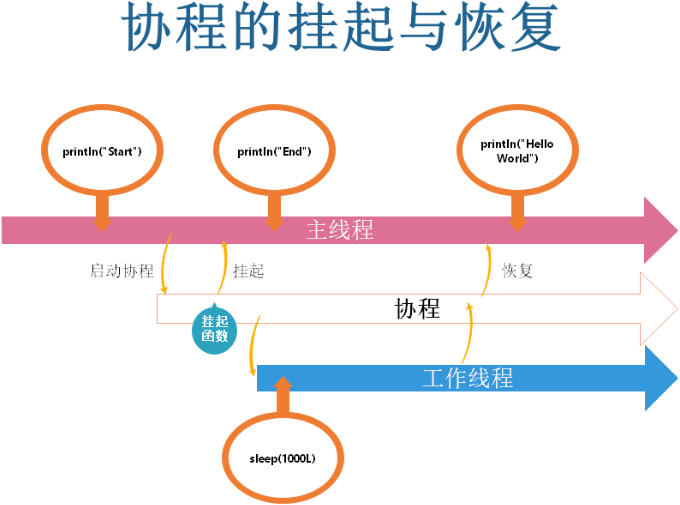 协程的挂起与恢复
println("Start")
println("End")
println("Hello
World")
主线程
启动协程
挂起
恢复
挂起
函数
协程
工作线程
sleep(1000L)